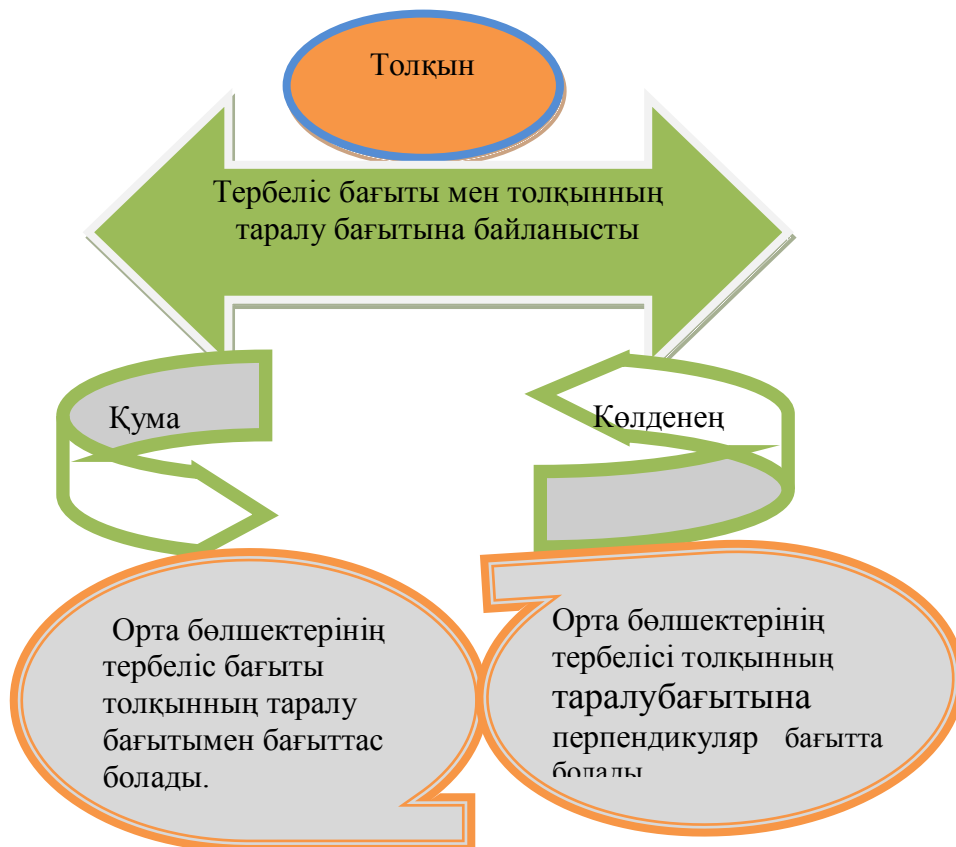 Толқын
Тербеліс бағыты мен толқынның
таралу бағытына байланысты
Қума
Көлденең
Орта бөлшектерінің
тербеліс бағыты
толқынның таралу
бағытымен бағыттас
болады.
Орта бөлшектерінің
тербелісі толқынның
таралубағытына
перпендикуляр бағытта
болады